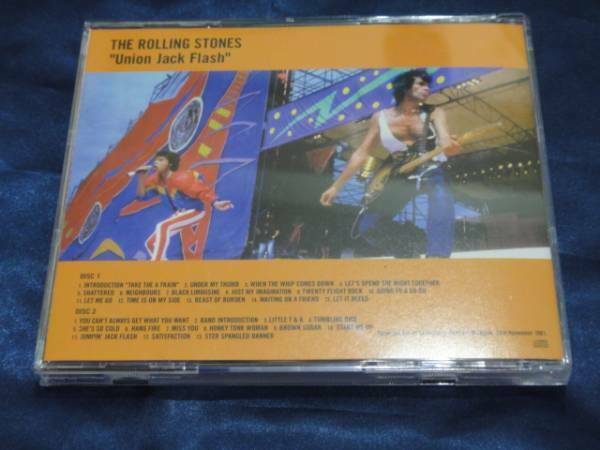 THE ROLLING STONES
"Union Jack Flash"
DISC 1
1. INTRODUCTION "TAKE THE A TRAIN" 2. UNDER MY THUMB 3. WHEN THE WHIP COMES DOWN 4. LET'S SPEND THE NIGHT TOGETHER
5. SHATTERED 6. NEIGHBOURS 7. BLACK LIMOUSINE 8. JUST MY IMAGINATION 9. TWENTY FLIGHT ROCK 10. GOING TO A GO-GO
11. LET ME GO 12. TIME IS ON MY SIDE 13. BEAST OF BURDEN 14. WAITING ON A FRIEND 15. LET IT BLEED
DISC 2
1. YOU CAN'T ALWAYS GET WHAT YOU WANT 2. BAND INTRODUCTION 3. LITTLE T & A 4. TUMBLING DICE
5. SHE'S SO COLD 6. HANG FIRE 7. MISS YOU 8. HONKY TONK WOMAN 9. BROWN SUGAR 10. START ME UP
11. JUMPIN' JACK FLASH 12. SATISFACTION 13. STER SPANGLED BANNER
November 1981